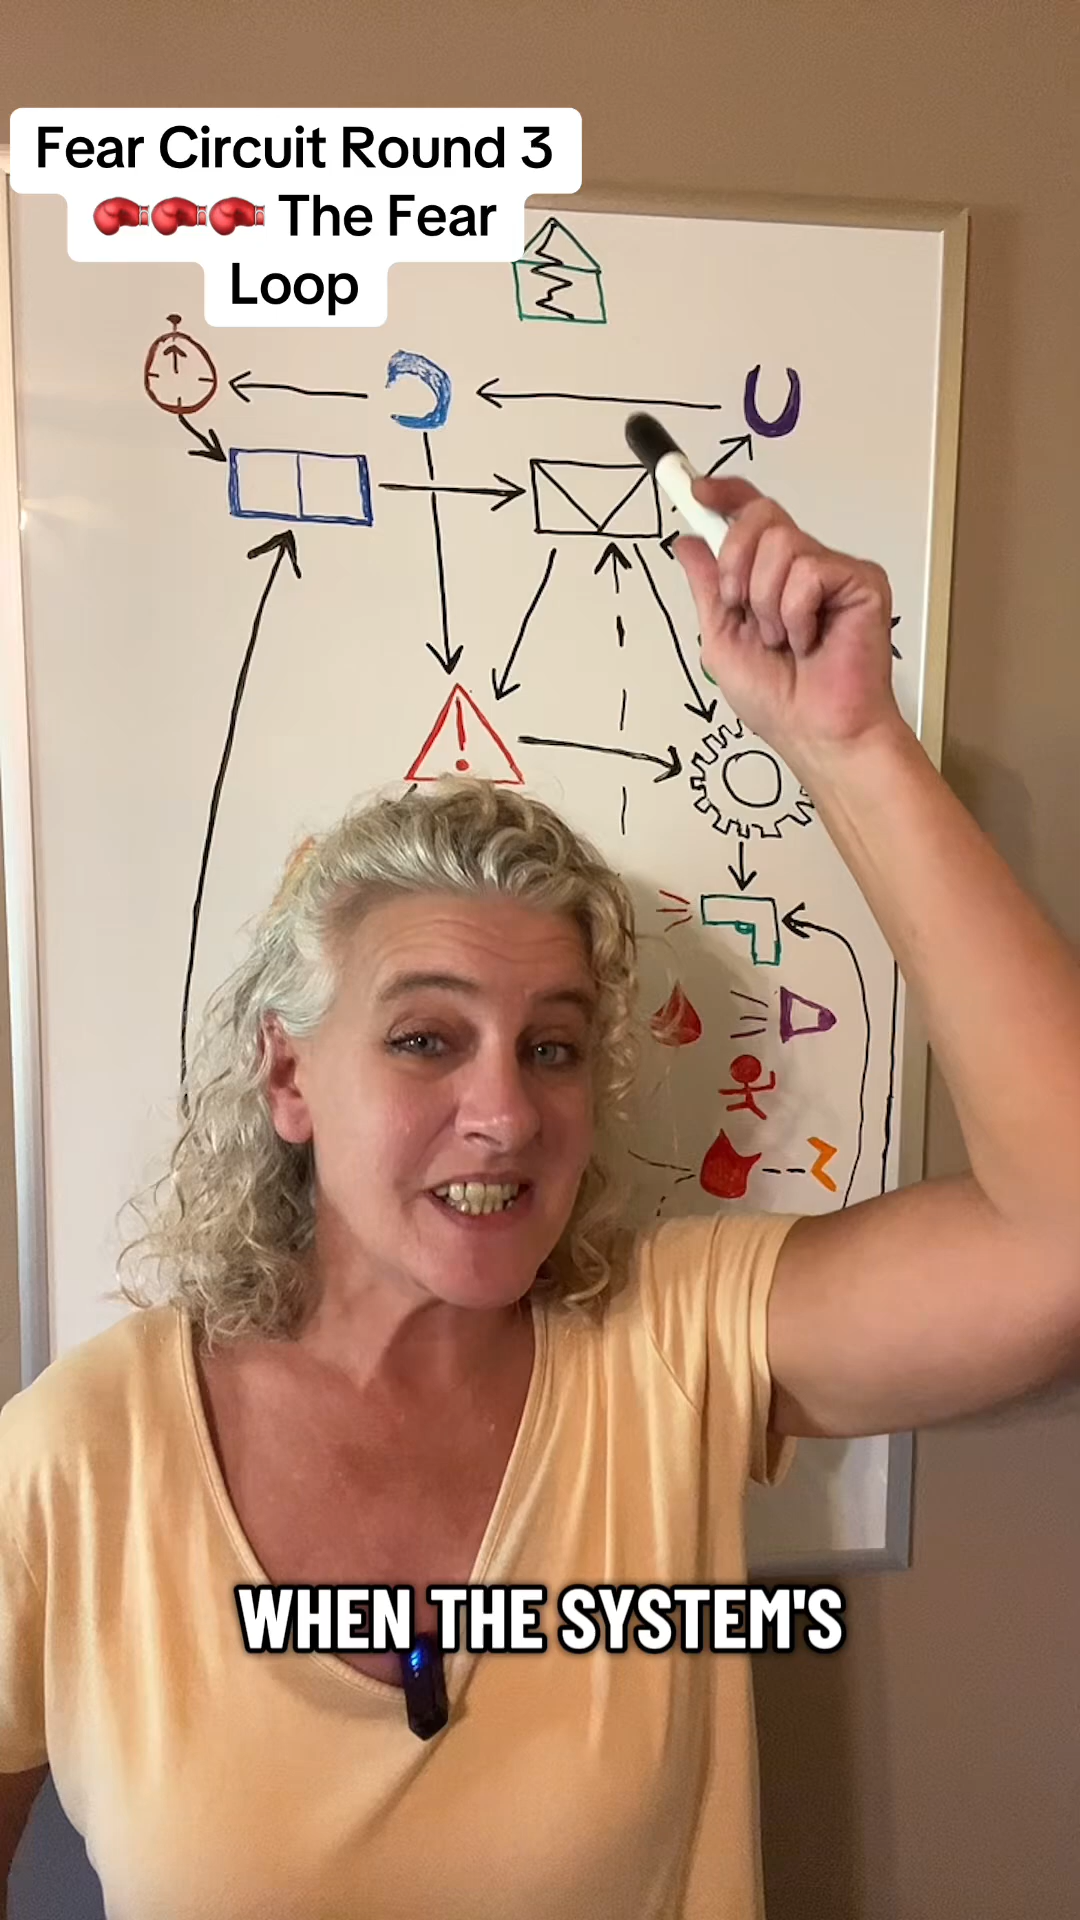 Fear Circuit Round 3
🥊🥊🥊 The Fear
Loop
WHEN THE SYSTEM'S